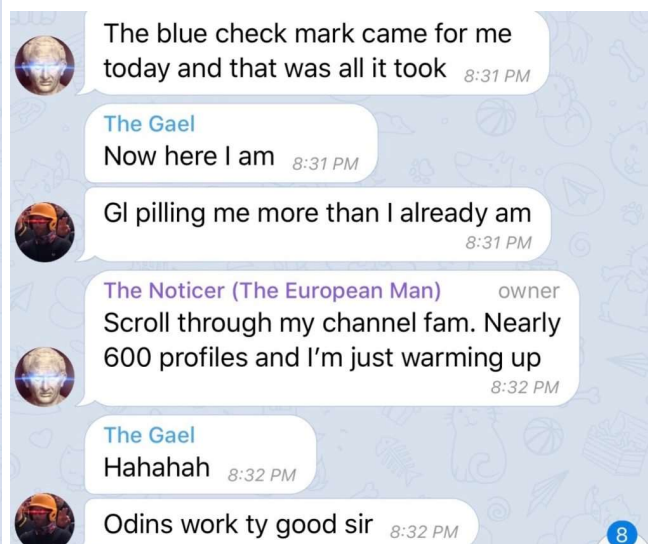 The blue check mark came for me
today and that was all it took 8:31 PM
The Gael
Now here I am 8:31 PM
Gl pilling me more than I already am
8:31 PM
The Noticer (The European Man) owner
Scroll through my channel fam. Nearly
600 profiles and I'm just warming up
8:32 PM
The Gael
Hahahah 8:32 PM
Odins work ty good sir 8:32 PM
8